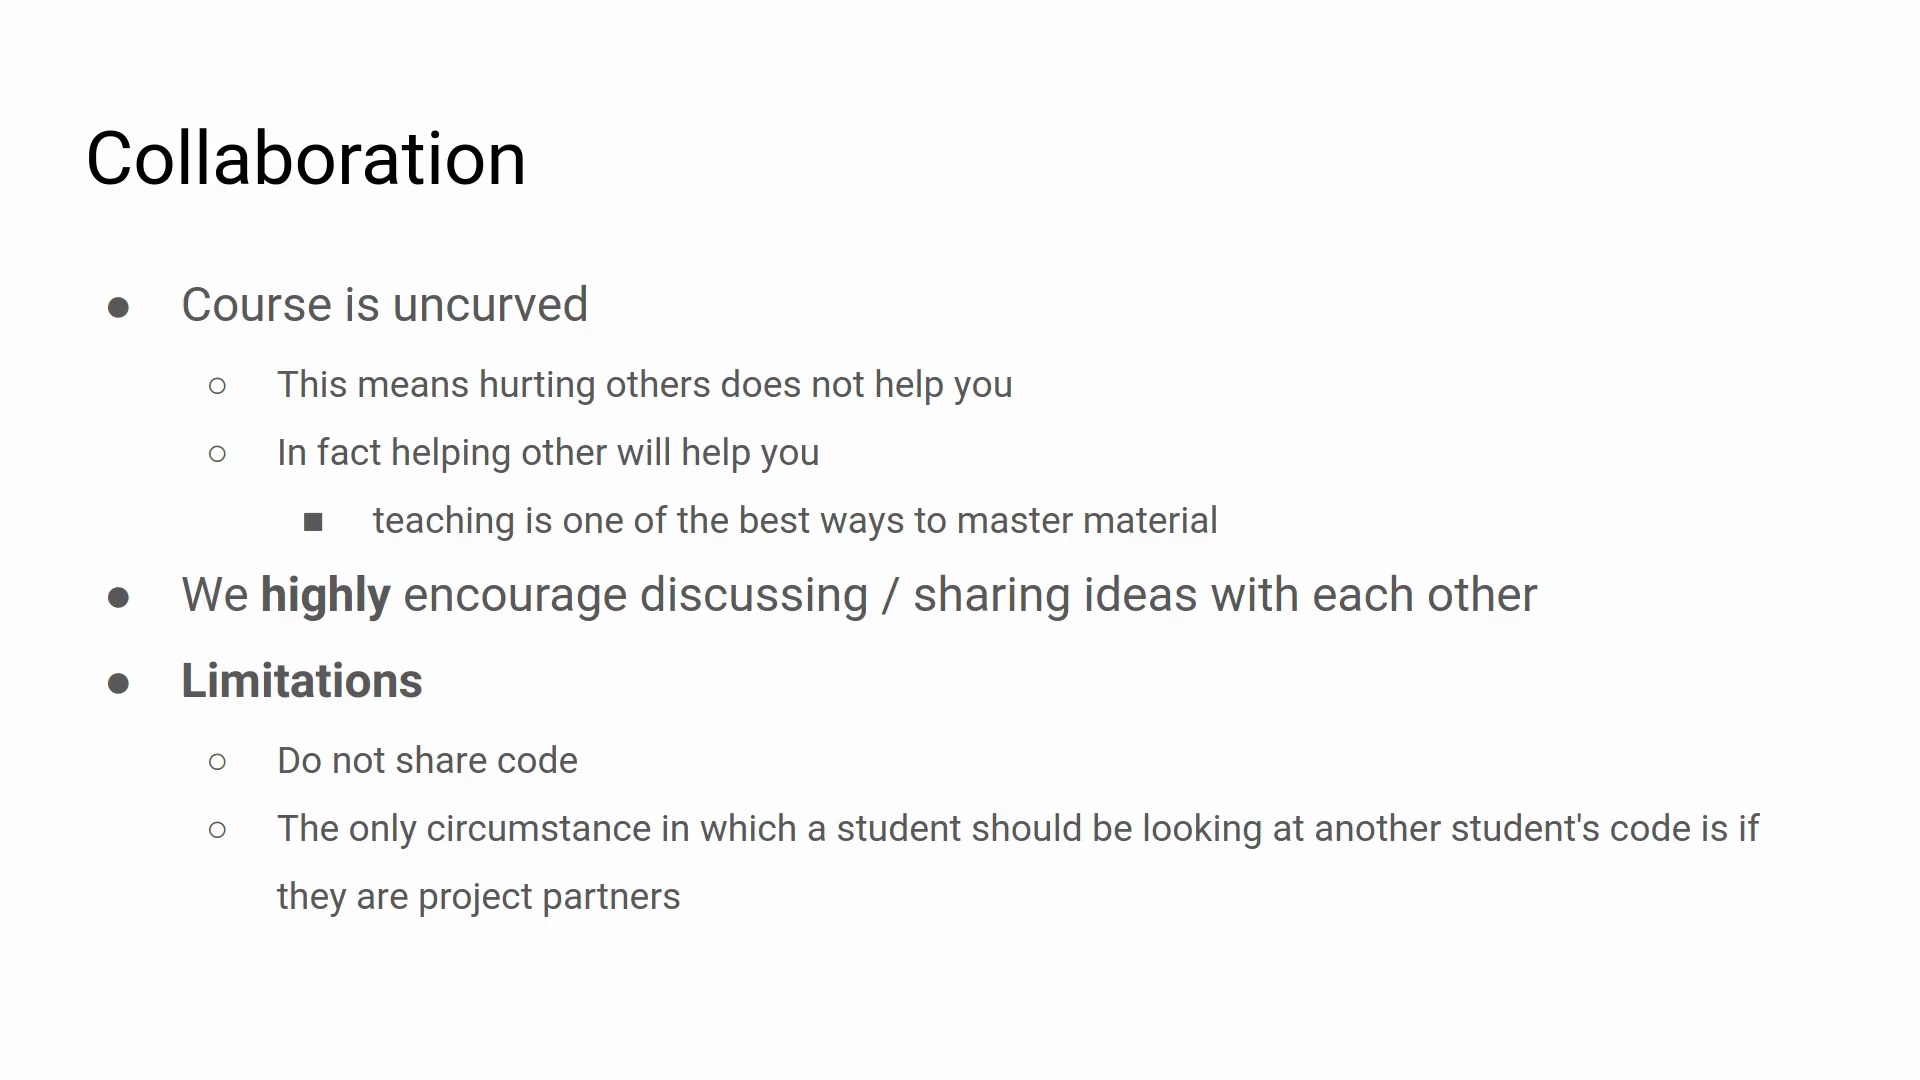 Collaboration
● Course is uncurved
○ This means hurting others does not help you
○ In fact helping other will help you
■ teaching is one of the best ways to master material
● We highly encourage discussing / sharing ideas with each other
● Limitations
○ Do not share code
○ The only circumstance in which a student should be looking at another student's code is if
they are project partners